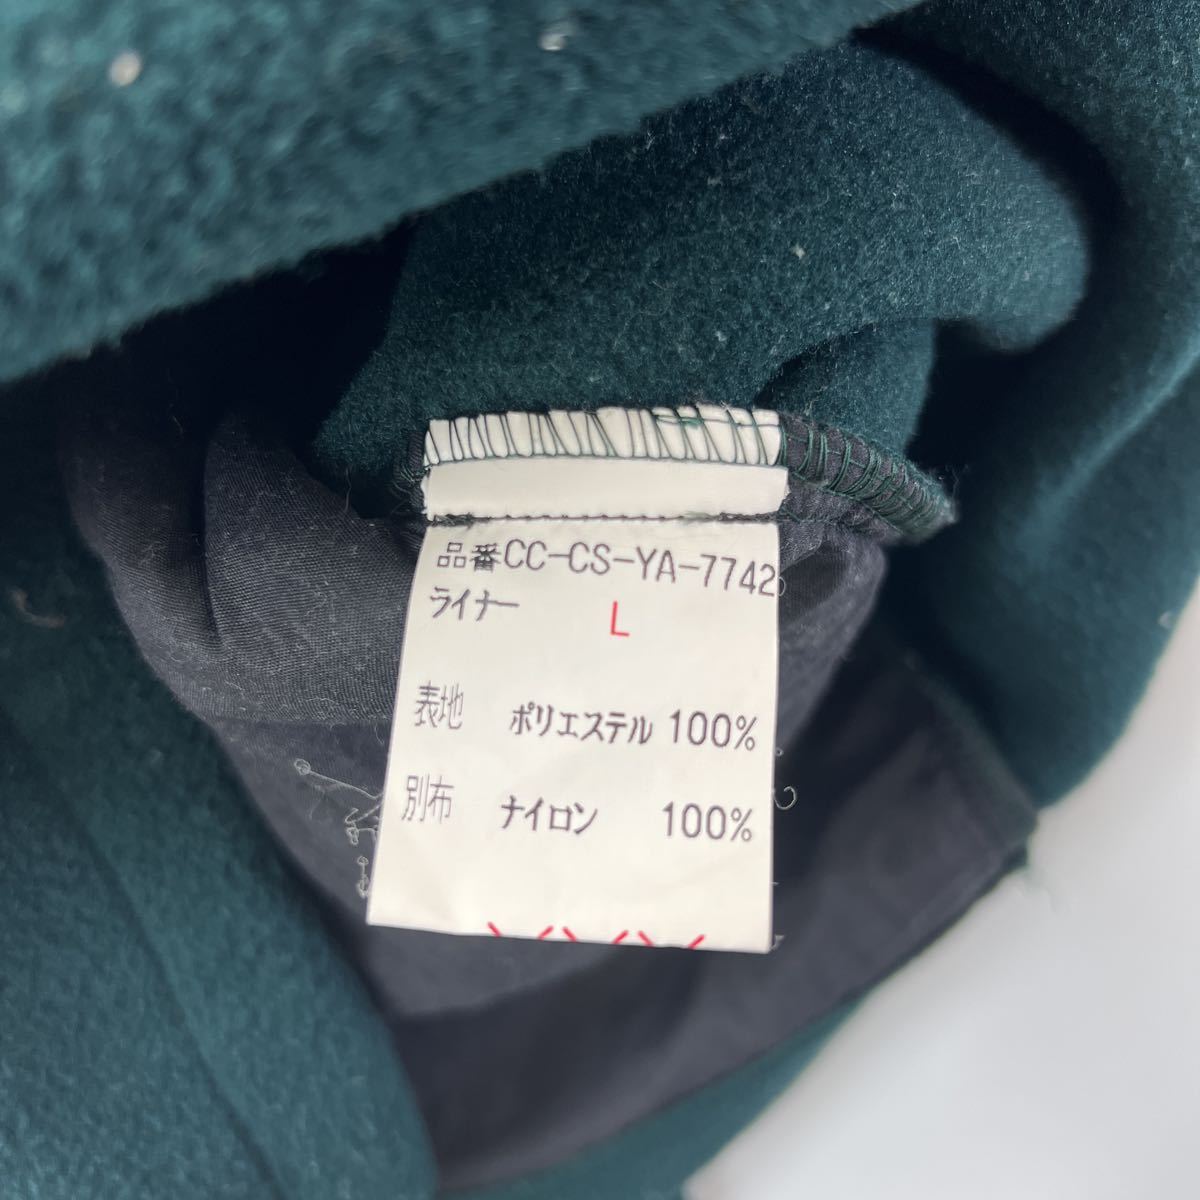 品番CC-CS-YA-7742
ライナー L
表地 ポリエステル 100%
別布 ナイロン 100%